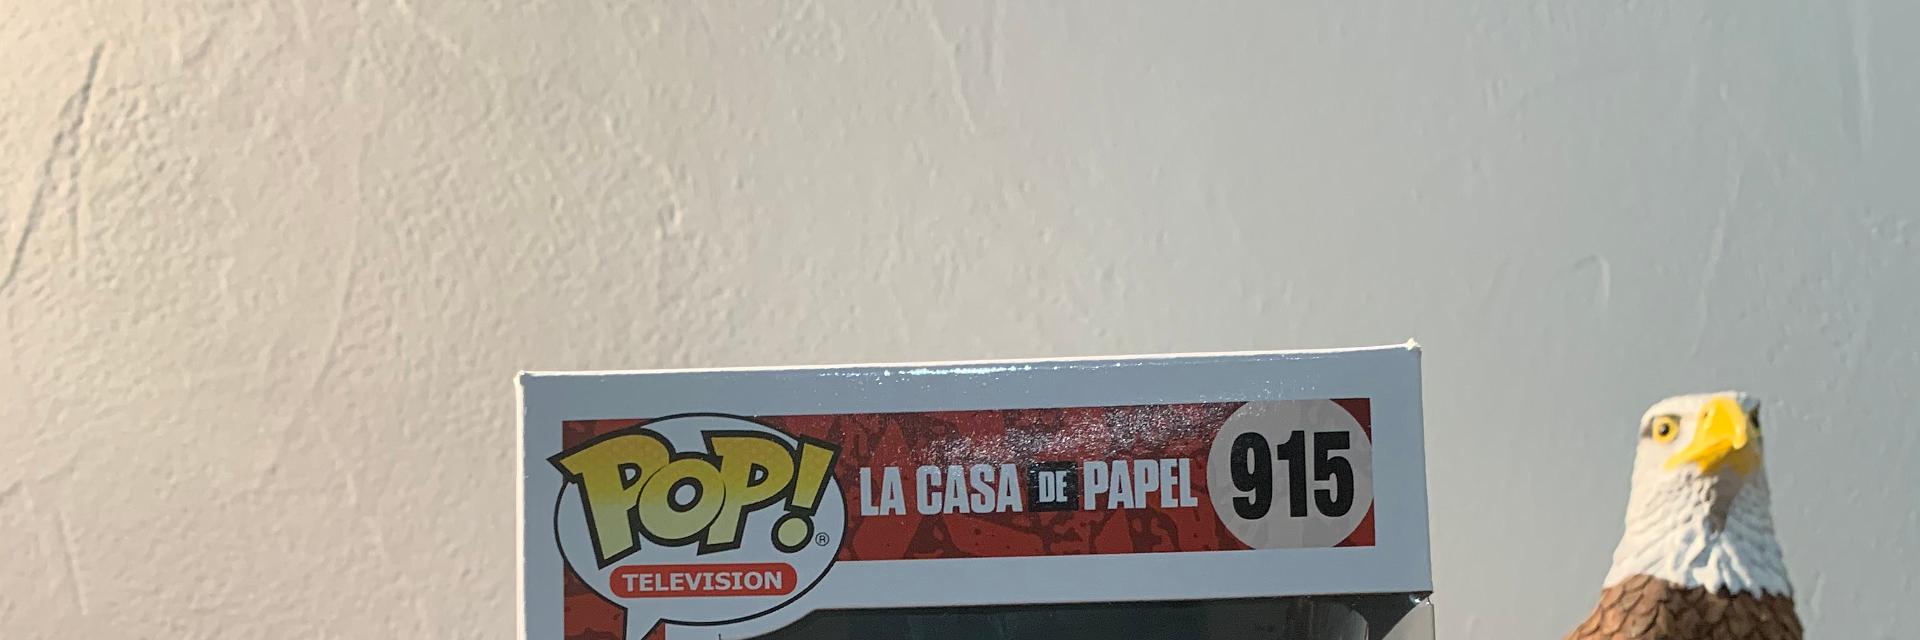 POP!®
TELEVISION
LA CASA DE PAPEL
915